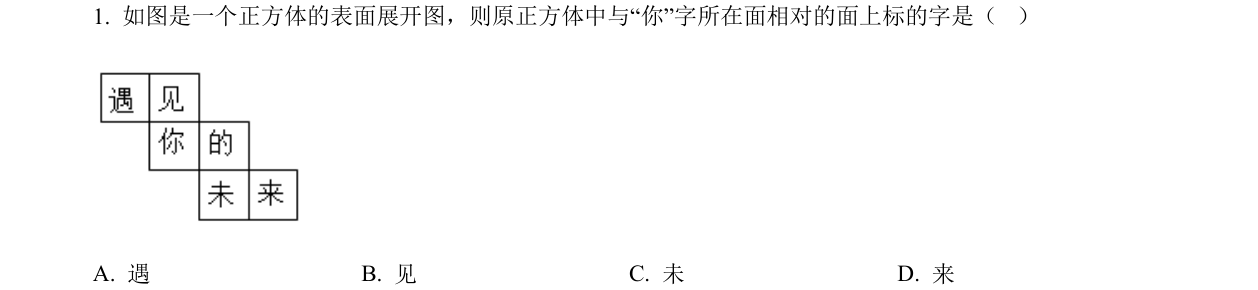 1. 如图是一个正方体的表面展开图，则原正方体中与“你”字所在面相对的面上标的字是（ ）
遇 见
你 的
未 来
A. 遇 B. 见 C. 未 D. 来